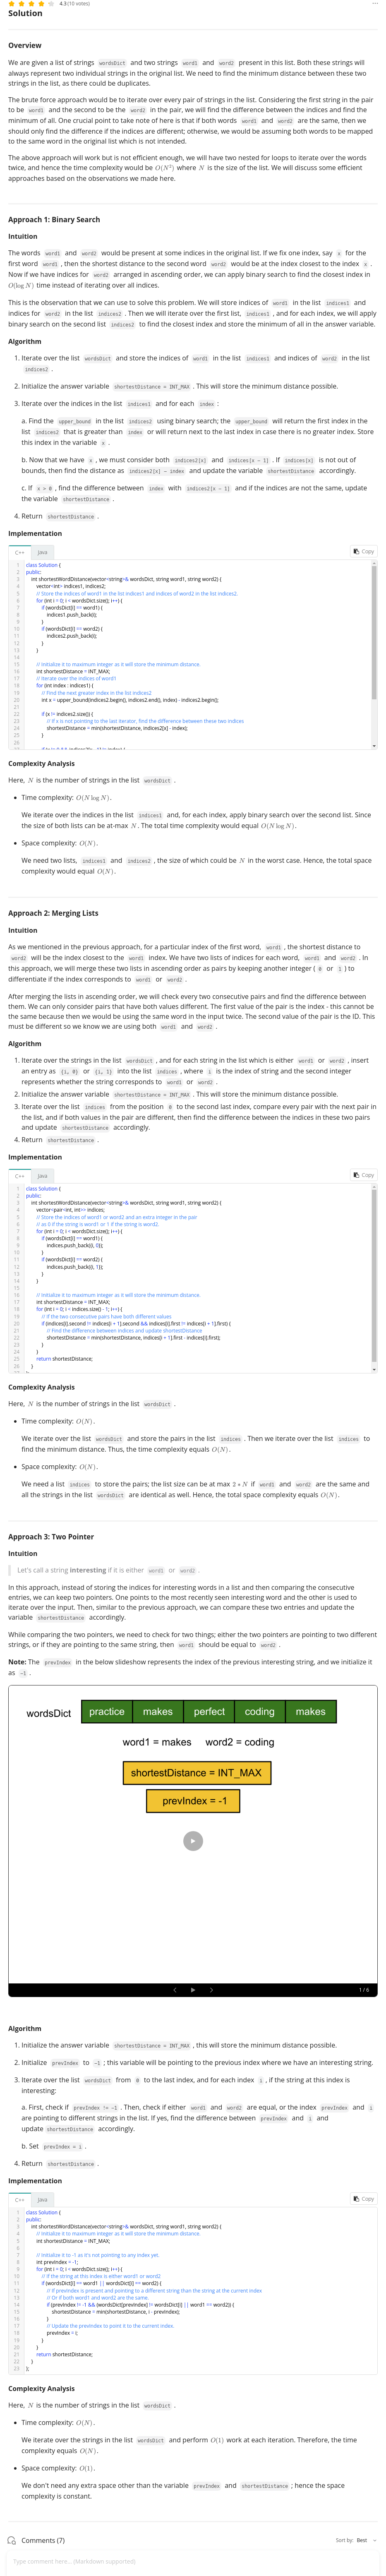 4.3 (10 votes)
Solution
Overview
We are given a list of strings wordsDict and two strings word1 and word2 present in this list. Both these strings will
always represent two individual strings in the original list. We need to find the minimum distance between these two
strings in the list, as there could be duplicates.
The brute force approach would be to iterate over every pair of strings in the list. Considering the first string in the pair
to be word1 and the second to be the word2 in the pair, we will find the difference between the indices and find the
minimum of all. One crucial point to take note of here is that if both words word1 and word2 are the same, then we
should only find the difference if the indices are different; otherwise, we would be assuming both words to be mapped
to the same word in the original list which is not intended.
The above approach will work but is not efficient enough, we will have two nested for loops to iterate over the words
twice, and hence the time complexity would be O(N²) where N is the size of the list. We will discuss some efficient
approaches based on the observations we made here.
Approach 1: Binary Search
Intuition
The words word1 and word2 would be present at some indices in the original list. If we fix one index, say x for the
first word word1, then the shortest distance to the second word word2 would be at the index closest to the index x.
Now if we have indices for word2 arranged in ascending order, we can apply binary search to find the closest index in
O(log N) time instead of iterating over all indices.
This is the observation that we can use to solve this problem. We will store indices of word1 in the list indices1 and
indices for word2 in the list indices2. Then we will iterate over the first list, indices1, and for each index, we will apply
binary search on the second list indices2 to find the closest index and store the minimum of all in the answer variable.
Algorithm
1. Iterate over the list wordsDict and store the indices of word1 in the list indices1 and indices of word2 in the list
indices2.
2. Initialize the answer variable shortestDistance = INT_MAX. This will store the minimum distance possible.
3. Iterate over the indices in the list indices1 and for each index:
a. Find the upper_bound in the list indices2 using binary search; the upper_bound will return the first index in the
list indices2 that is greater than index or will return next to the last index in case there is no greater index. Store
this index in the variable x.
b. Now that we have x, we must consider both indices2[x] and indices[x - 1]. If indices[x] is not out of
bounds, then find the distance as indices2[x] - index and update the variable shortestDistance accordingly.
c. If x > 0, find the difference between index with indices2[x - 1] and if the indices are not the same, update
the variable shortestDistance.
4. Return shortestDistance.
Implementation
C++ Java Copy
1 class Solution {
2 public:
3 int shortestWordDistance(vector<string>& wordsDict, string word1, string word2) {
4 vector<int> indices1, indices2;
5 // Store the indices of word1 in the list indices1 and indices of word2 in the list indices2.
6 for (int i = 0; i < wordsDict.size(); i++) {
7 if (wordsDict[i] == word1) {
8 indices1.push_back(i);
9 }
10 if (wordsDict[i] == word2) {
11 indices2.push_back(i);
12 }
13 }
14
15 // Initialize it to maximum integer as it will store the minimum distance.
16 int shortestDistance = INT_MAX;
17 // Iterate over the indices of word1
18 for (int index : indices1) {
19 // Find the next greater index in the list indices2
20 int x = upper_bound(indices2.begin(), indices2.end(), index) - indices2.begin();
21
22 if (x != indices2.size()) {
23 // If x is not pointing to the last iterator, find the difference between these two indices
24 shortestDistance = min(shortestDistance, indices2[x] - index);
25 }
26
Complexity Analysis
Here, N is the number of strings in the list wordsDict.
• Time complexity: O(N log N).
We iterate over the indices in the list indices1 and, for each index, apply binary search over the second list. Since
the size of both lists can be at-max N. The total time complexity would equal O(N log N).
• Space complexity: O(N).
We need two lists, indices1 and indices2, the size of which could be N in the worst case. Hence, the total space
complexity would equal O(N).
Approach 2: Merging Lists
Intuition
As we mentioned in the previous approach, for a particular index of the first word, word1, the shortest distance to
word2 will be the index closest to the word1 index. We have two lists of indices for each word, word1 and word2. In
this approach, we will merge these two lists in ascending order as pairs by keeping another integer (0 or 1) to
differentiate if the index corresponds to word1 or word2.
After merging the lists in ascending order, we will check every two consecutive pairs and find the difference between
them. We can only consider pairs that have both values different. The first value of the pair is the index - this cannot be
the same because then we would be using the same word in the input twice. The second value of the pair is the ID. This
must be different so we know we are using both word1 and word2.
Algorithm
1. Iterate over the strings in the list wordsDict, and for each string in the list which is either word1 or word2, insert
an entry as {i, 0} or {i, 1} into the list indices, where i is the index of string and the second integer
represents whether the string corresponds to word1 or word2.
2. Initialize the answer variable shortestDistance = INT_MAX. This will store the minimum distance possible.
3. Iterate over the list indices from the position 0 to the second last index, compare every pair with the next pair in
the list, and if both values in the pair are different, then find the distance between the indices in these two pairs
and update shortestDistance accordingly.
4. Return shortestDistance.
Implementation
C++ Java Copy
1 class Solution {
2 public:
3 int shortestWordDistance(vector<string>& wordsDict, string word1, string word2) {
4 vector<pair<int, int>> indices;
5 // Store the indices of word1 or word2 and an extra integer in the pair
6 // as 0 if the string is word1 or 1 if the string is word2.
7 for (int i = 0; i < wordsDict.size(); i++) {
8 if (wordsDict[i] == word1) {
9 indices.push_back({i, 0});
10 }
11 if (wordsDict[i] == word2) {
12 indices.push_back({i, 1});
13 }
14 }
15
16 // Initialize it to maximum integer as it will store the minimum distance.
17 int shortestDistance = INT_MAX;
18 for (int i = 0; i < indices.size() - 1; i++) {
19 // If the two consecutive pairs have both different values
20 if (indices[i].second != indices[i + 1].second && indices[i].first != indices[i + 1].first) {
21 // Find the difference between indices and update shortestDistance
22 shortestDistance = min(shortestDistance, indices[i + 1].first - indices[i].first);
23 }
24 }
25 return shortestDistance;
26 }
Complexity Analysis
Here, N is the number of strings in the list wordsDict.
• Time complexity: O(N).
We iterate over the list wordsDict and store the pairs in the list indices. Then we iterate over the list indices to
find the minimum distance. Thus, the time complexity equals O(N).
• Space complexity: O(N).
We need a list indices to store the pairs; the list size can be at max 2 * N if word1 and word2 are the same and
all the strings in the list wordsDict are identical as well. Hence, the total space complexity equals O(N).
Approach 3: Two Pointer
Intuition
Let's call a string interesting if it is either word1 or word2.
In this approach, instead of storing the indices for interesting words in a list and then comparing the consecutive
entries, we can keep two pointers. One points to the most recently seen interesting word and the other is used to
iterate over the input. Then, similar to the previous approach, we can compare these two entries and update the
variable shortestDistance accordingly.
While comparing the two pointers, we need to check for two things; either the two pointers are pointing to two different
strings, or if they are pointing to the same string, then word1 should be equal to word2.
Note: The prevIndex in the below slideshow represents the index of the previous interesting string, and we initialize it
as -1.
wordsDict practice makes perfect coding makes
word1 = makes word2 = coding
shortestDistance = INT_MAX
prevIndex = -1
1 / 6
Algorithm
1. Initialize the answer variable shortestDistance = INT_MAX, this will store the minimum distance possible.
2. Initialize prevIndex to -1; this variable will be pointing to the previous index where we have an interesting string.
3. Iterate over the list wordsDict from 0 to the last index, and for each index i, if the string at this index is
interesting:
a. First, check if prevIndex != -1. Then, check if either word1 and word2 are equal, or the index prevIndex and i
are pointing to different strings in the list. If yes, find the difference between prevIndex and i and
update shortestDistance accordingly.
b. Set prevIndex = i.
4. Return shortestDistance.
Implementation
C++ Java Copy
1 class Solution {
2 public:
3 int shortestWordDistance(vector<string>& wordsDict, string word1, string word2) {
4 // Initialize it to maximum integer as it will store the minimum distance.
5 int shortestDistance = INT_MAX;
6
7 // Initialize it to -1 as it's not pointing to any index yet.
8 int prevIndex = -1;
9 for (int i = 0; i < wordsDict.size(); i++) {
10 // If the string at this index is either word1 or word2
11 if (wordsDict[i] == word1 || wordsDict[i] == word2) {
12 // If prevIndex is present and pointing to a different string than the string at the current index
13 // Or if both word1 and word2 are the same.
14 if (prevIndex != -1 && (wordsDict[prevIndex] != wordsDict[i] || word1 == word2)) {
15 shortestDistance = min(shortestDistance, i - prevIndex);
16 }
17 // Update the prevIndex to point it to the current index.
18 prevIndex = i;
19 }
20 }
21 return shortestDistance;
22 }
23 };
Complexity Analysis
Here, N is the number of strings in the list wordsDict.
• Time complexity: O(N).
We iterate over the strings in the list wordsDict and perform O(1) work at each iteration. Therefore, the time
complexity equals O(N).
• Space complexity: O(1).
We don't need any extra space other than the variable prevIndex and shortestDistance; hence the space
complexity is constant.
Comments (7) Sort by: Best
Type comment here... (Markdown supported)